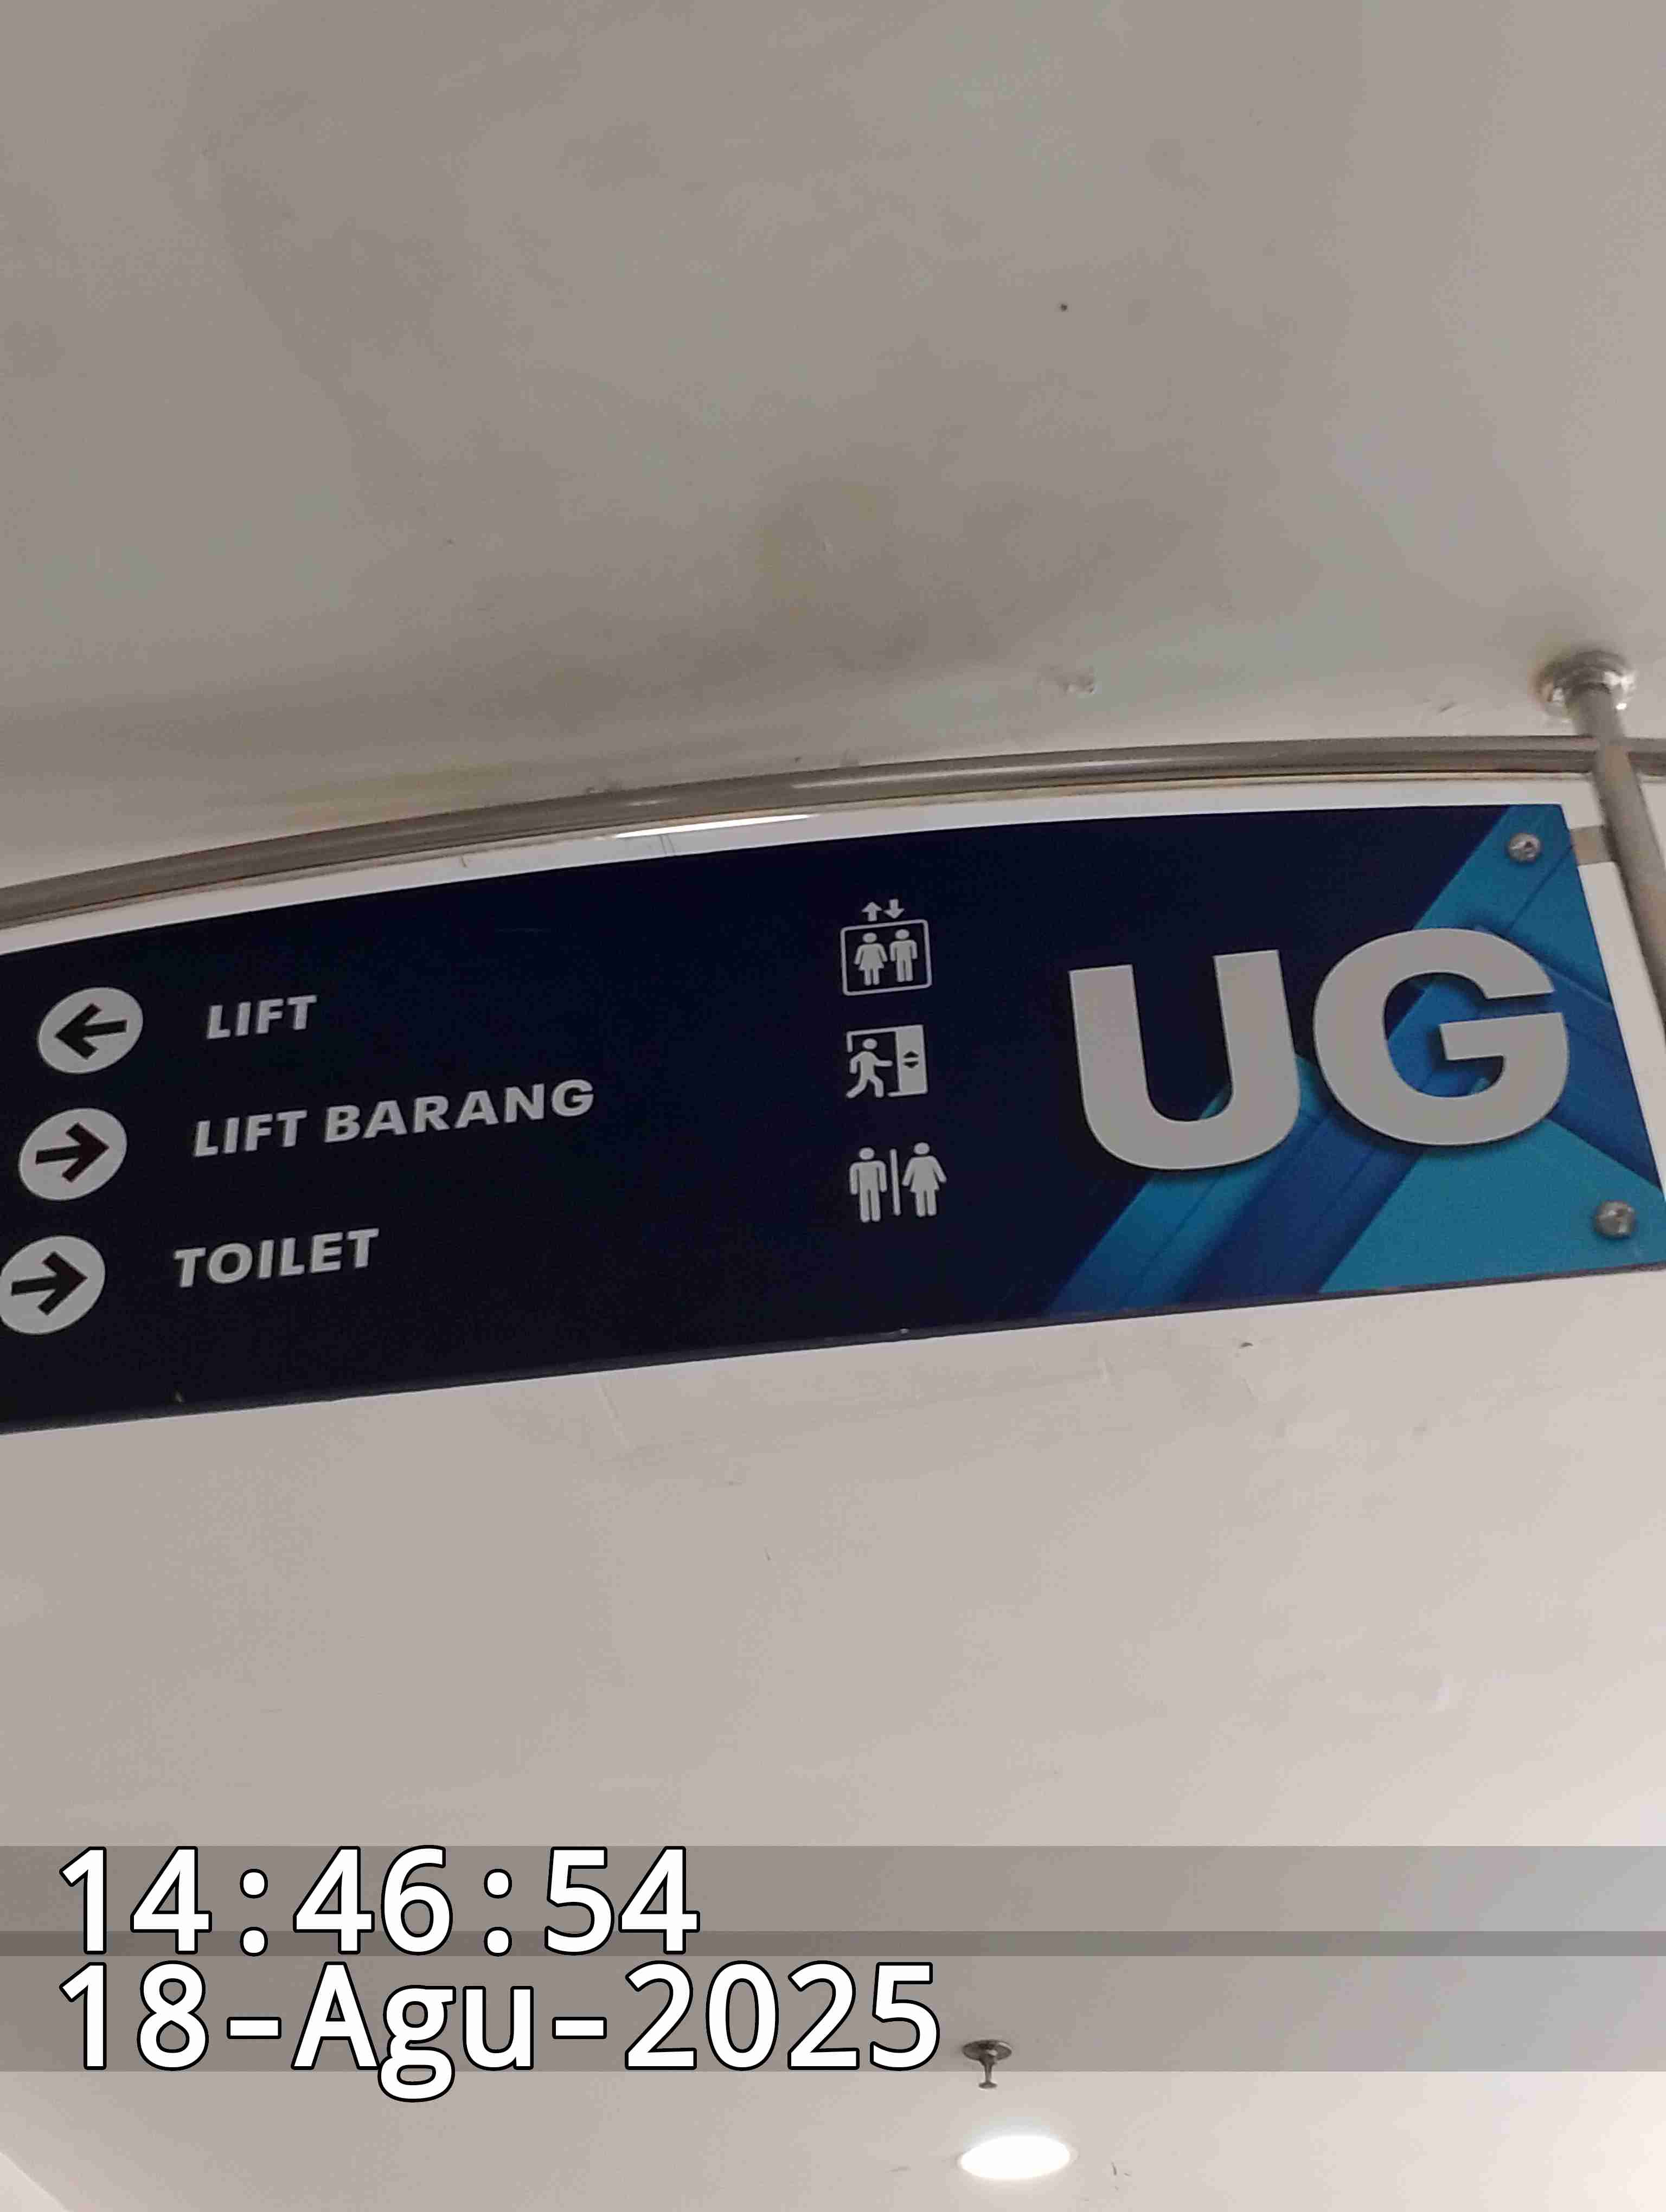 LIFT
LIFT BARANG
TOILET
UG
14:46:54
18-Agu-2025